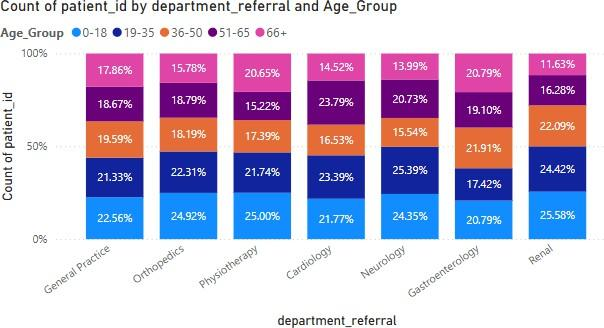 Count of patient_id by department_referral and Age_Group
Age_Group 0-18 19-35 36-50 51-65 66+
Count of patient_id
100%
50%
0%
17.86% 15.78% 20.65% 14.52% 13.99% 20.79% 11.63%
18.67% 18.79% 15.22% 23.79% 20.73% 19.10% 16.28%
19.59% 18.19% 17.39% 16.53% 15.54% 21.91% 22.09%
21.33% 22.31% 21.74% 23.39% 25.39% 17.42% 24.42%
22.56% 24.92% 25.00% 21.77% 24.35% 20.79% 25.58%
General Practice
Orthopedics
Physiotherapy
Cardiology
Neurology
Gastroenterology
Renal
department_referral